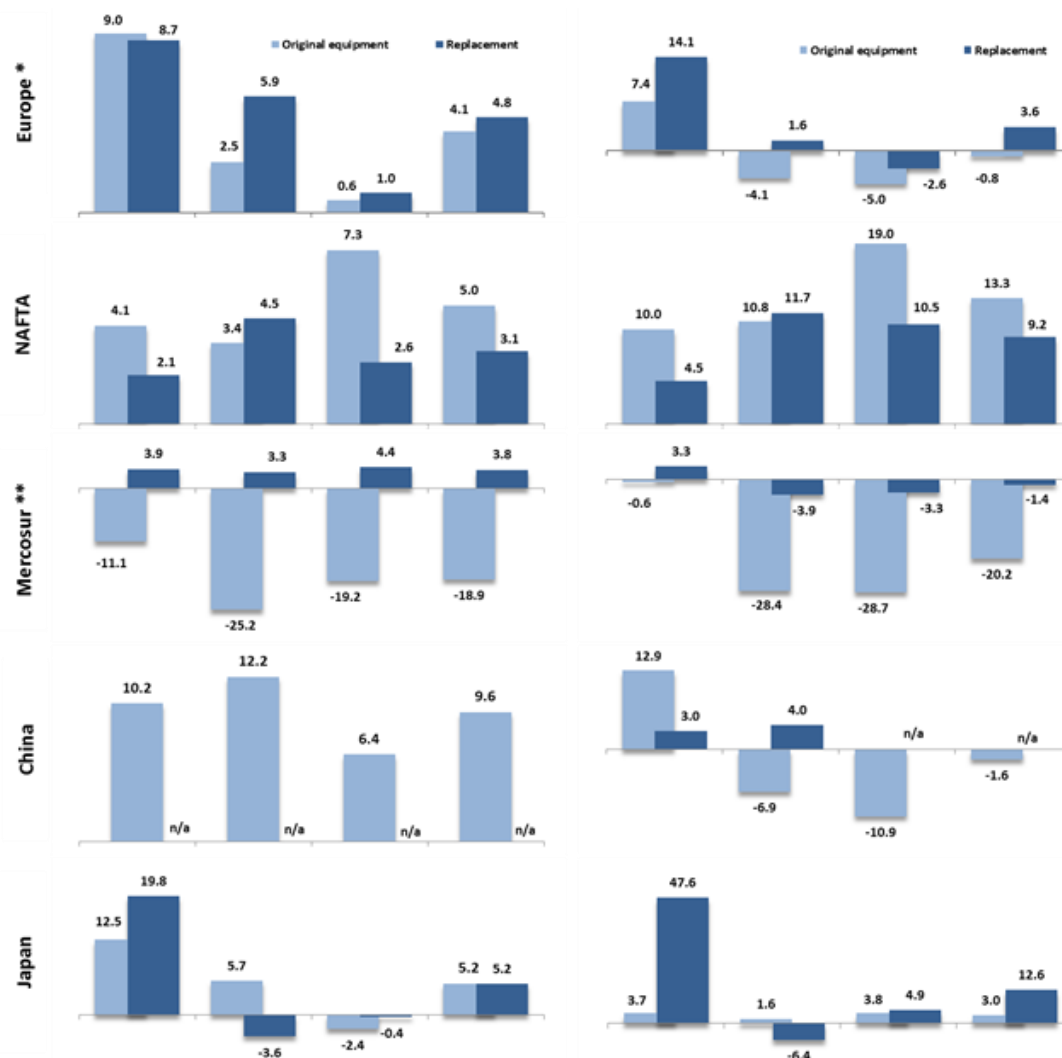 Europe *
9.0 8.7 2.5 5.9 0.6 1.0 4.1 4.8
Original equipment Replacement
7.4 14.1 -4.1 1.6 -5.0 -2.6 -0.8 3.6
Original equipment Replacement
NAFTA
4.1 2.1 3.4 4.5 7.3 2.6 5.0 3.1
10.0 4.5 10.8 11.7 19.0 10.5 13.3 9.2
Mercosur **
-11.1 3.9 -25.2 3.3 -19.2 4.4 -18.9 3.8
-0.6 3.3 -28.4 -3.9 -28.7 -3.3 -20.2 -1.4
China
10.2 n/a 12.2 n/a 6.4 n/a 9.6 n/a
12.9 3.0 -6.9 4.0 -10.9 n/a -1.6 n/a
Japan
12.5 19.8 5.7 -3.6 -2.4 -0.4 5.2 5.2
3.7 47.6 1.6 -6.4 3.8 4.9 3.0 12.6